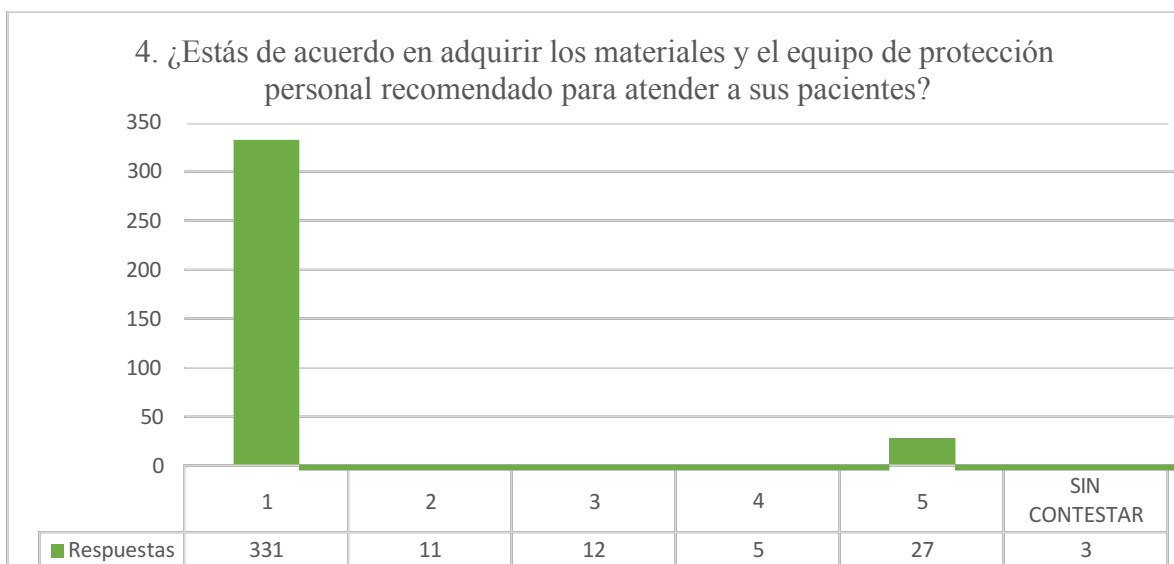 4. ¿Estás de acuerdo en adquirir los materiales y el equipo de protección
personal recomendado para atender a sus pacientes?
350
300
250
200
150
100
50
0
1 2 3 4 5 SIN
CONTESTAR
Respuestas 331 11 12 5 27 3